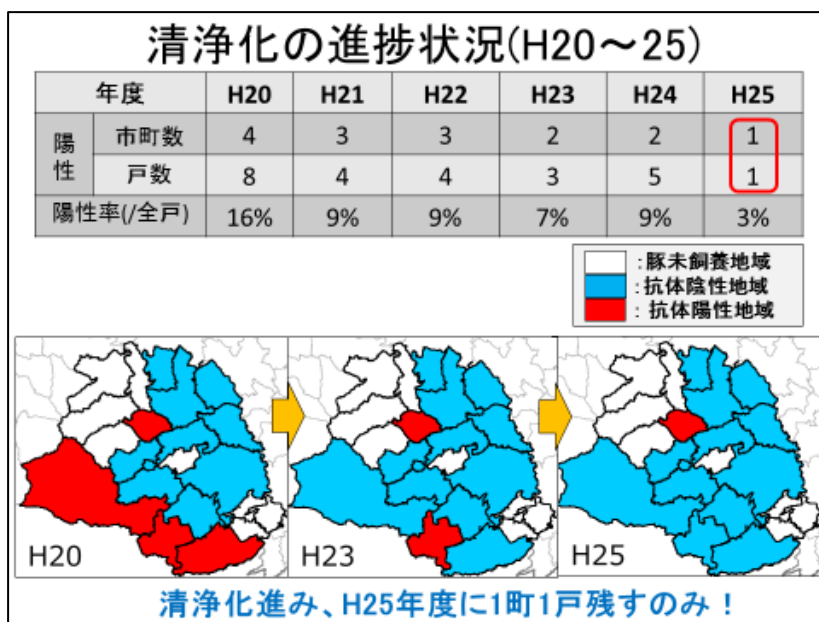 清浄化の進捗状況(H20～25)
年度 H20 H21 H22 H23 H24 H25
陽性 市町数 4 3 3 2 2 1
戸数 8 4 4 3 5 1
陽性率(/全戸) 16% 9% 9% 7% 9% 3%
：豚未飼養地域
：抗体陰性地域
：抗体陽性地域
H20 H23 H25
清浄化進み、H25年度に1町1戸残すのみ！